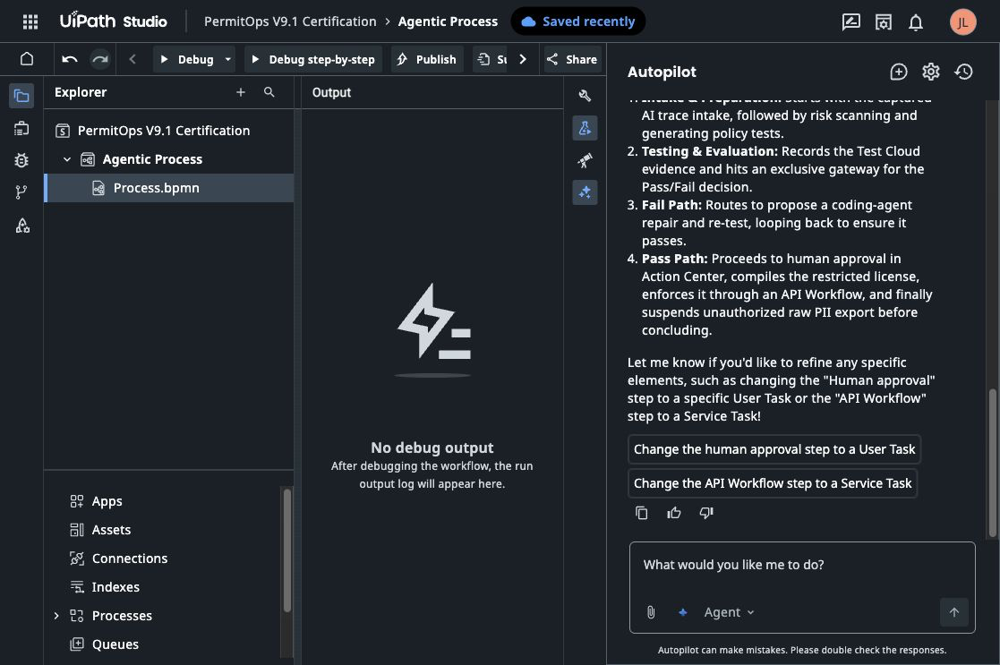 UiPath Studio
PermitOps V9.1 Certification > Agentic Process
Saved recently
JL
Debug
Debug step-by-step
Publish
Share
Explorer
PermitOps V9.1 Certification
Agentic Process
Process.bpmn
Apps
Assets
Connections
Indexes
Processes
Queues
Output
No debug output
After debugging the workflow, the run
output log will appear here.
Autopilot
1. Intake & Preparation: Starts with the captured
AI trace intake, followed by risk scanning and
generating policy tests.
2. Testing & Evaluation: Records the Test Cloud
evidence and hits an exclusive gateway for the
Pass/Fail decision.
3. Fail Path: Routes to propose a coding-agent
repair and re-test, looping back to ensure it
passes.
4. Pass Path: Proceeds to human approval in
Action Center, compiles the restricted license,
enforces it through an API Workflow, and finally
suspends unauthorized raw PII export before
concluding.
Let me know if you'd like to refine any specific
elements, such as changing the "Human approval"
step to a specific User Task or the "API Workflow"
step to a Service Task!
Change the human approval step to a User Task
Change the API Workflow step to a Service Task
What would you like me to do?
Agent
Autopilot can make mistakes. Please double check the responses.